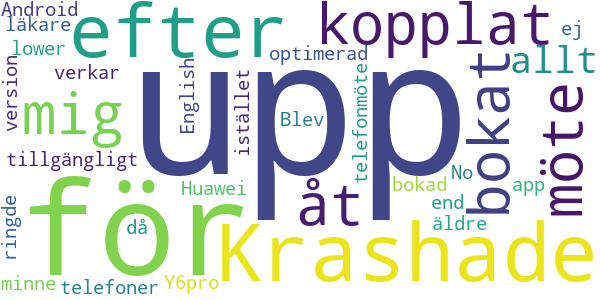 Android
läkare
lower
efter
kopplat
ej
optimerad
allt
verkar
version
mig
English
istället
upp
Blev
telefonmöte
bokat
möte
tillgängligt
för
Huawei
åt
bokad
No
app
end
äldre
ringde
då
Krashade
minne
telefoner
Y6pro